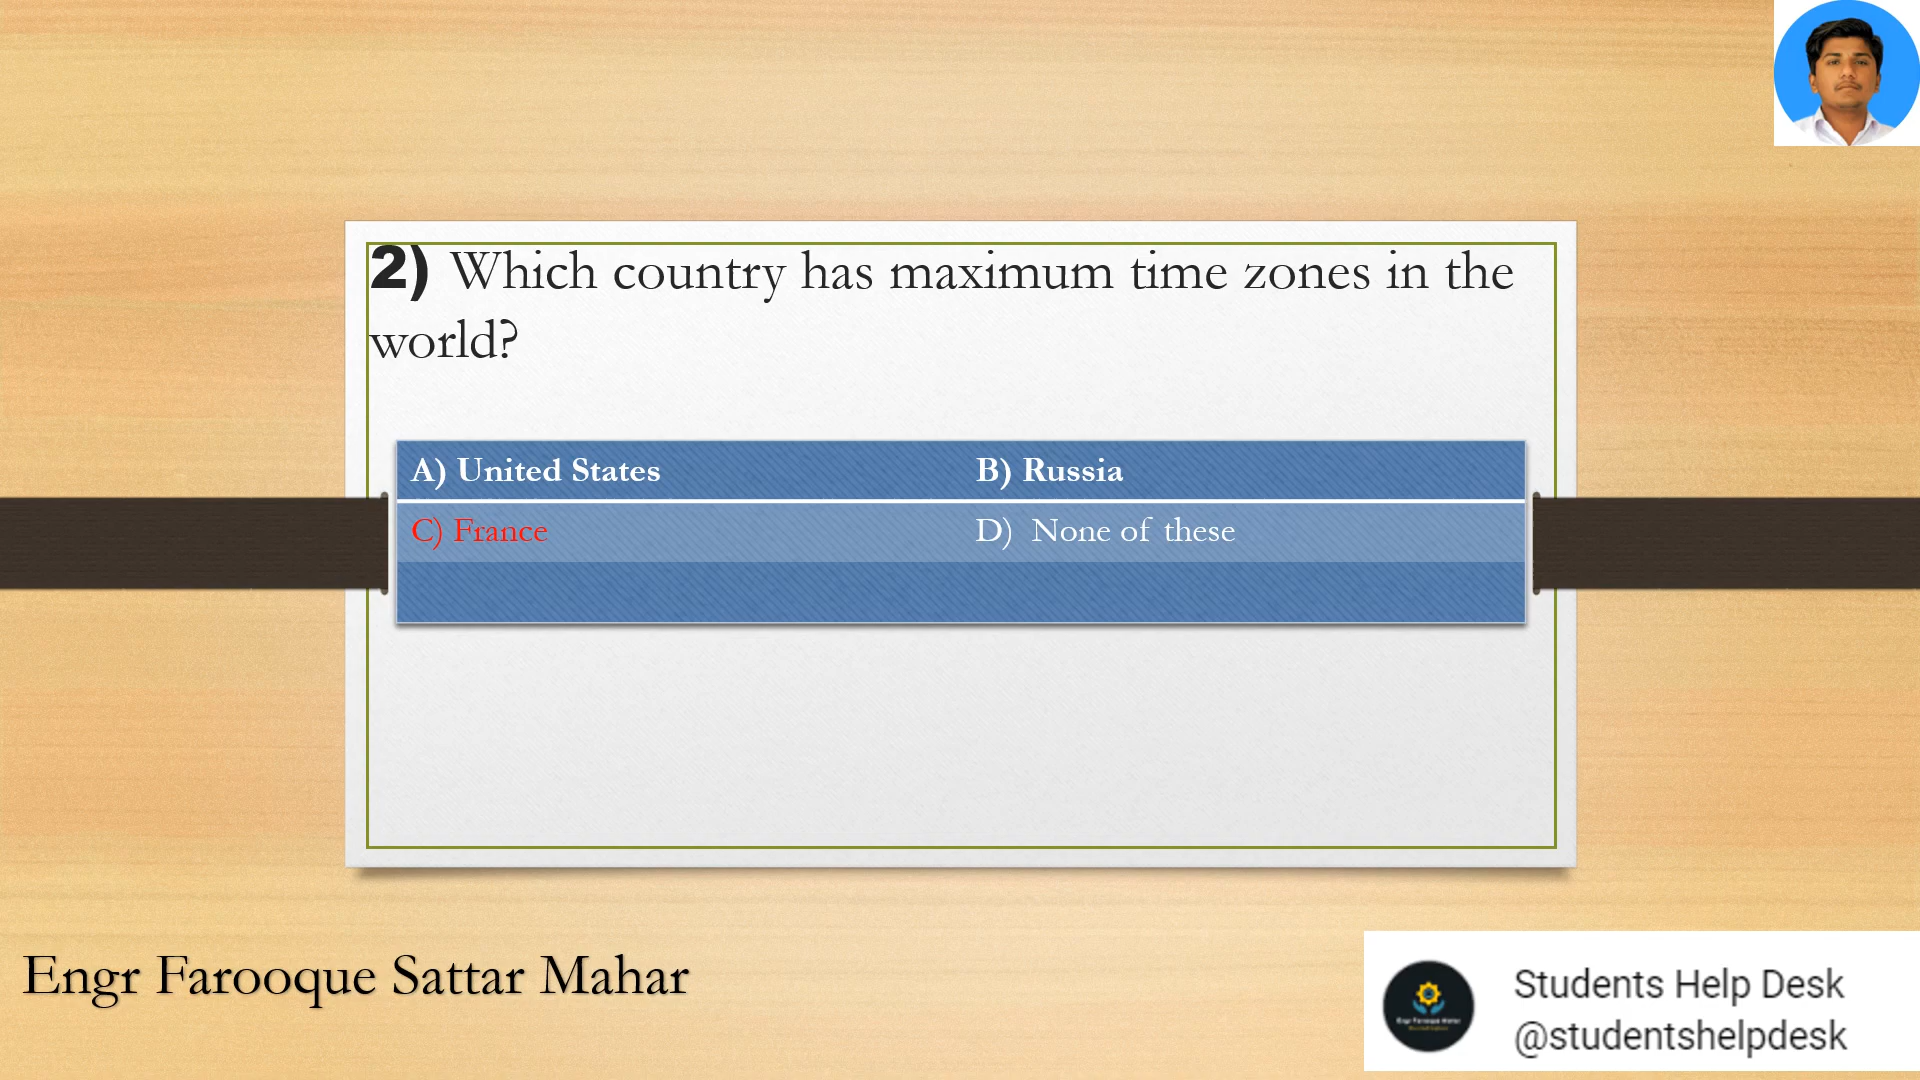 2) Which country has maximum time zones in the
world?
A) United States
B) Russia
C) France
D) None of these
Engr Farooque Sattar Mahar
Students Help Desk
@studentshelpdesk